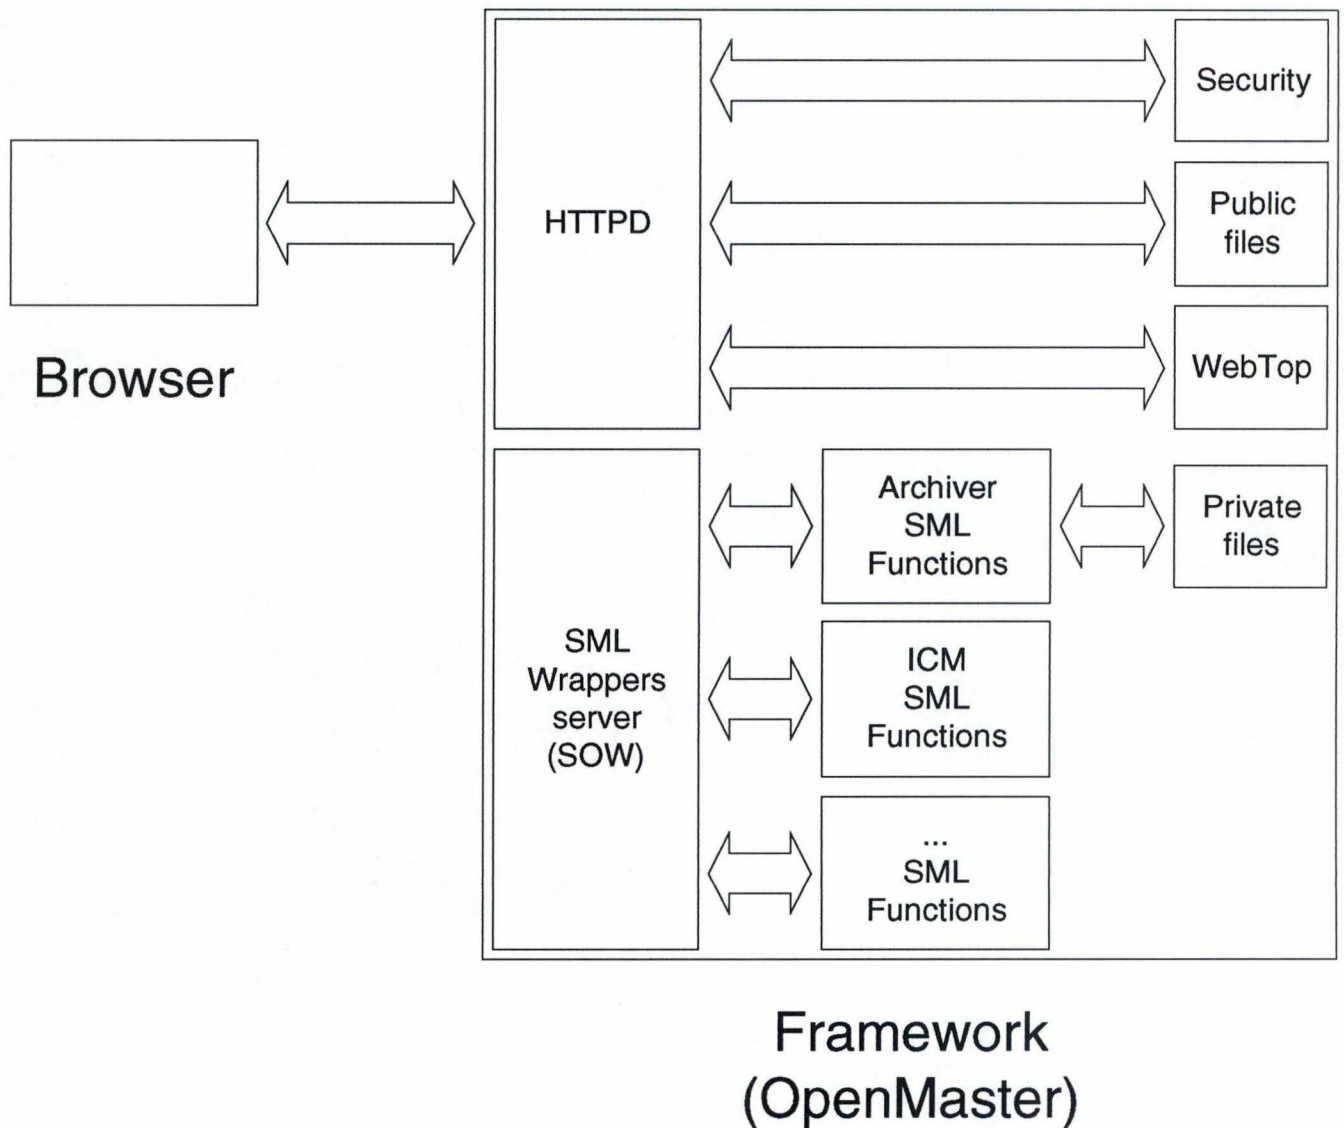 Security
HTTPD
Public
files
Browser
WebTop
Archiver
SML
Functions
Private
files
SML
Wrappers
server
(SOW)
ICM
SML
Functions
...
SML
Functions
Framework
(OpenMaster)